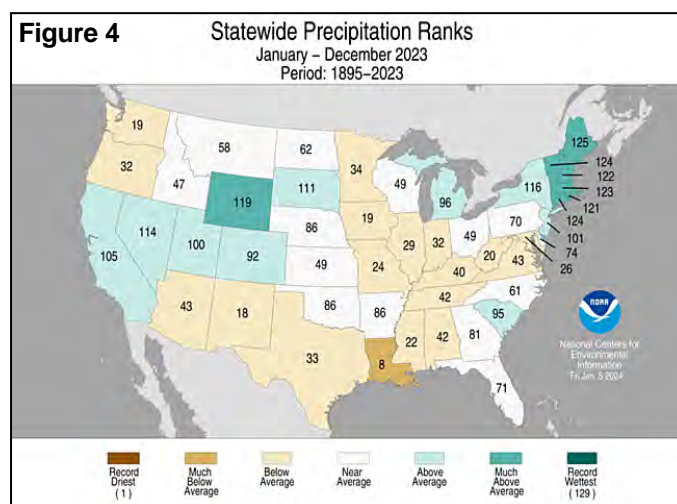 Figure 4
Statewide Precipitation Ranks
January – December 2023
Period: 1895–2023
19
58
62
34
125
32
47
119
111
49
96
116
124
122
123
121
124
101
74
26
105
114
100
92
86
19
29
32
49
70
49
24
40
20
43
43
18
86
86
42
61
95
33
8
22
42
81
71
NOAA
National Centers for
Environmental
Information
Fri Jan. 5 2024
Record
Driest
( 1 )
Much
Below
Average
Below
Average
Near
Average
Above
Average
Much
Above
Average
Record
Wettest
( 129 )